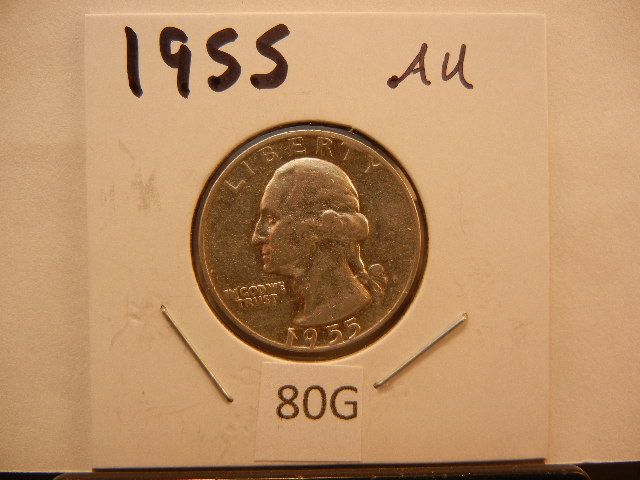 1955 AU
LIBERTY
IN GOD WE
TRUST
1955
80G